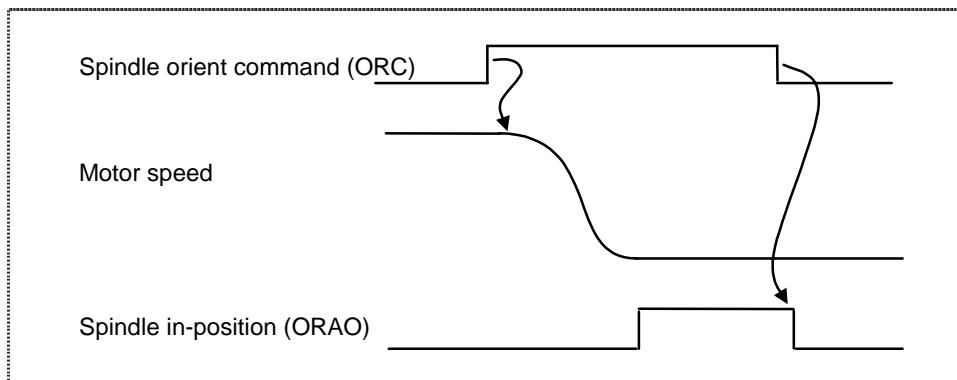 Spindle orient command (ORC)
Motor speed
Spindle in-position (ORAO)